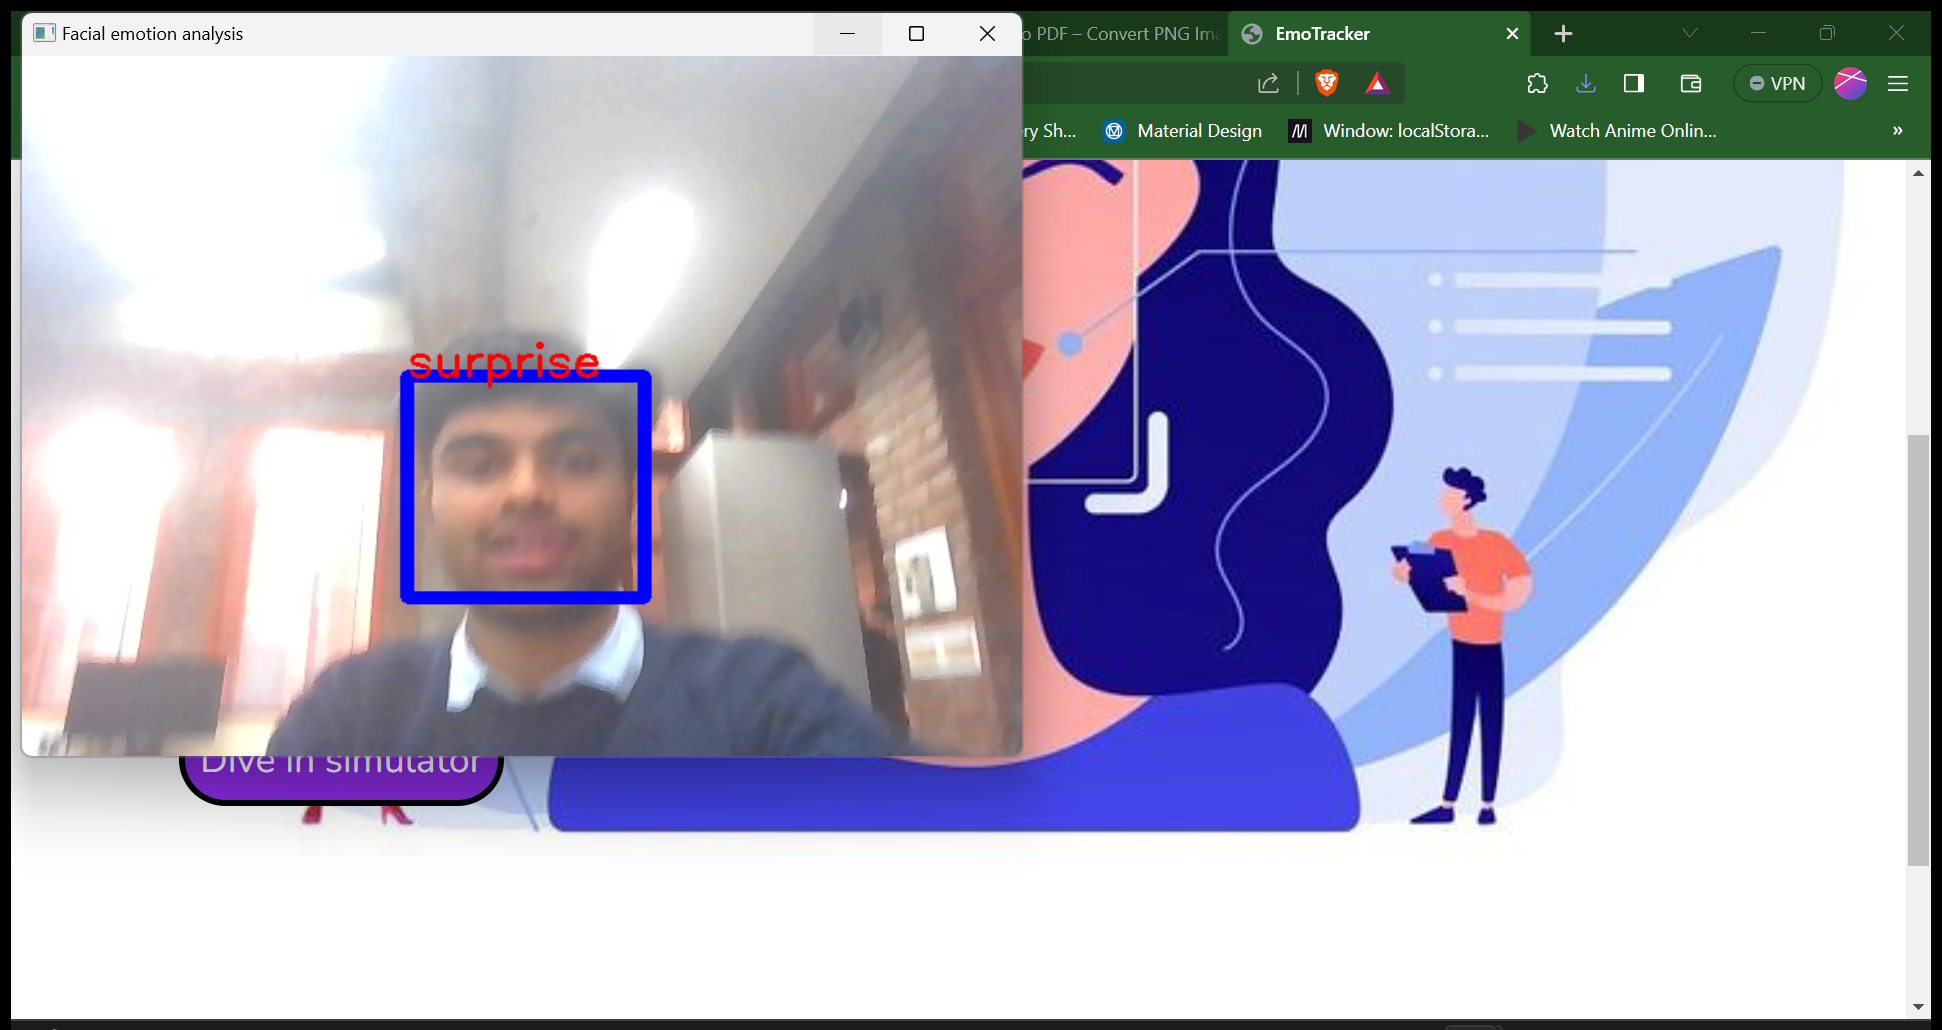 Facial emotion analysis
o PDF – Convert PNG Ima
EmoTracker
VPN
ry Sh...
Material Design
Window: localStora...
Watch Anime Onlin...
»
surprise
Dive in simulator